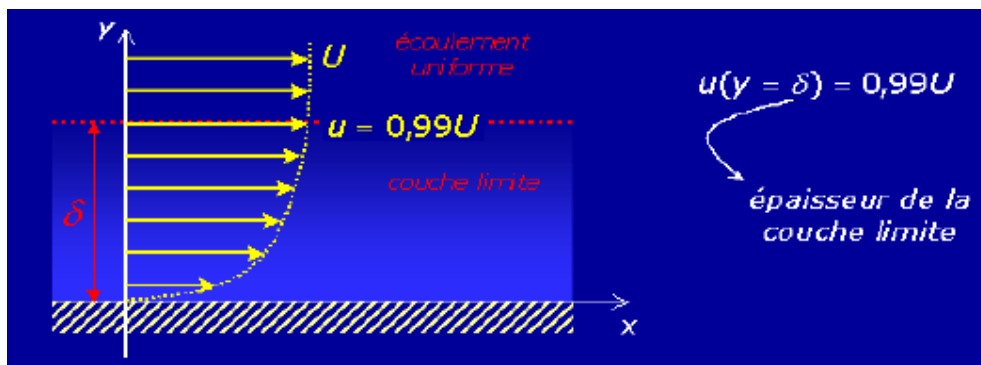 Y
U
écoulement
uniforme
u(y = δ) = 0,99U
u = 0,99U
couche limite
δ
épaisseur de la
couche limite
x